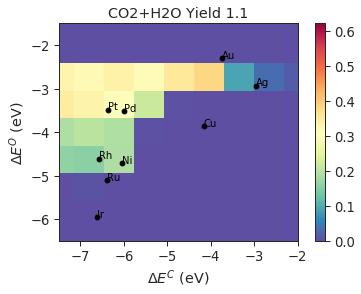 CO2+H2O Yield 1.1
ΔE^O (eV)
−2
−3
−4
−5
−6
Au
Ag
Pt
Pd
Cu
Rh
Ni
Ru
Ir
−7
−6
−5
−4
−3
−2
ΔE^C (eV)
0.6
0.5
0.4
0.3
0.2
0.1
0.0